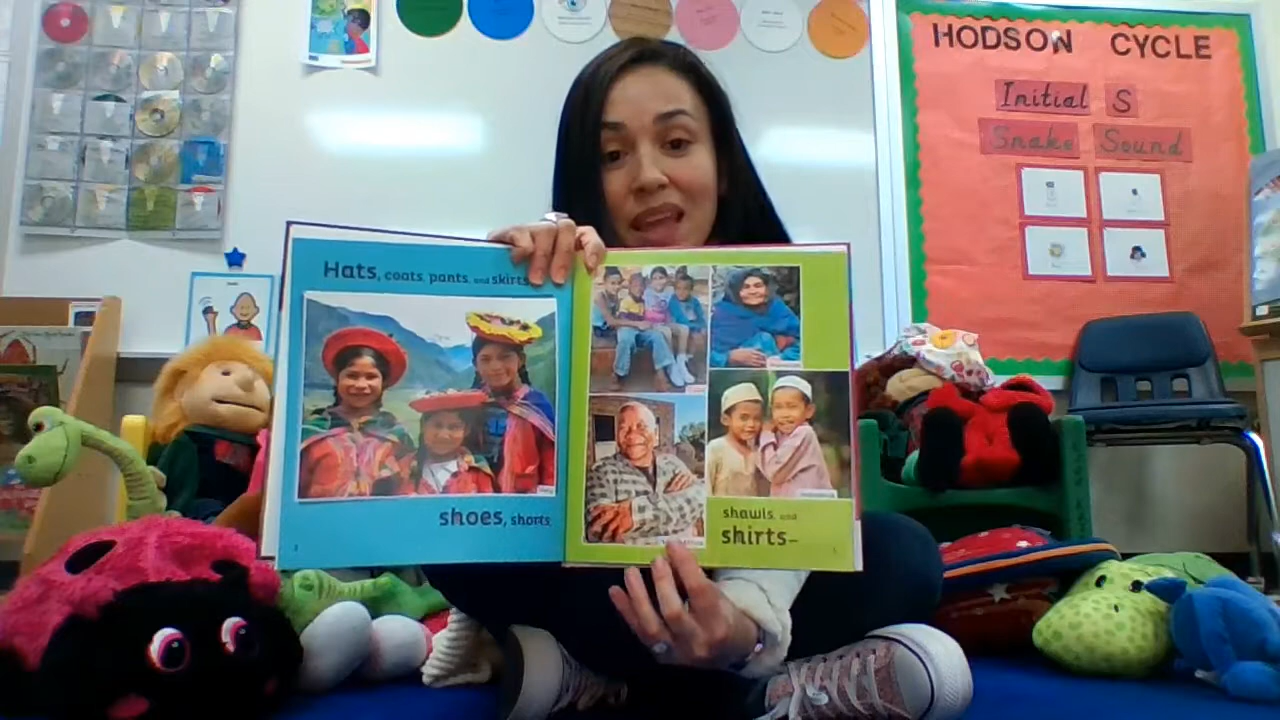 HODSON CYCLE
Initial S
Snake Sound
Hats, coats, pants, and skirts
shoes, shorts,
shawls, and
shirts—